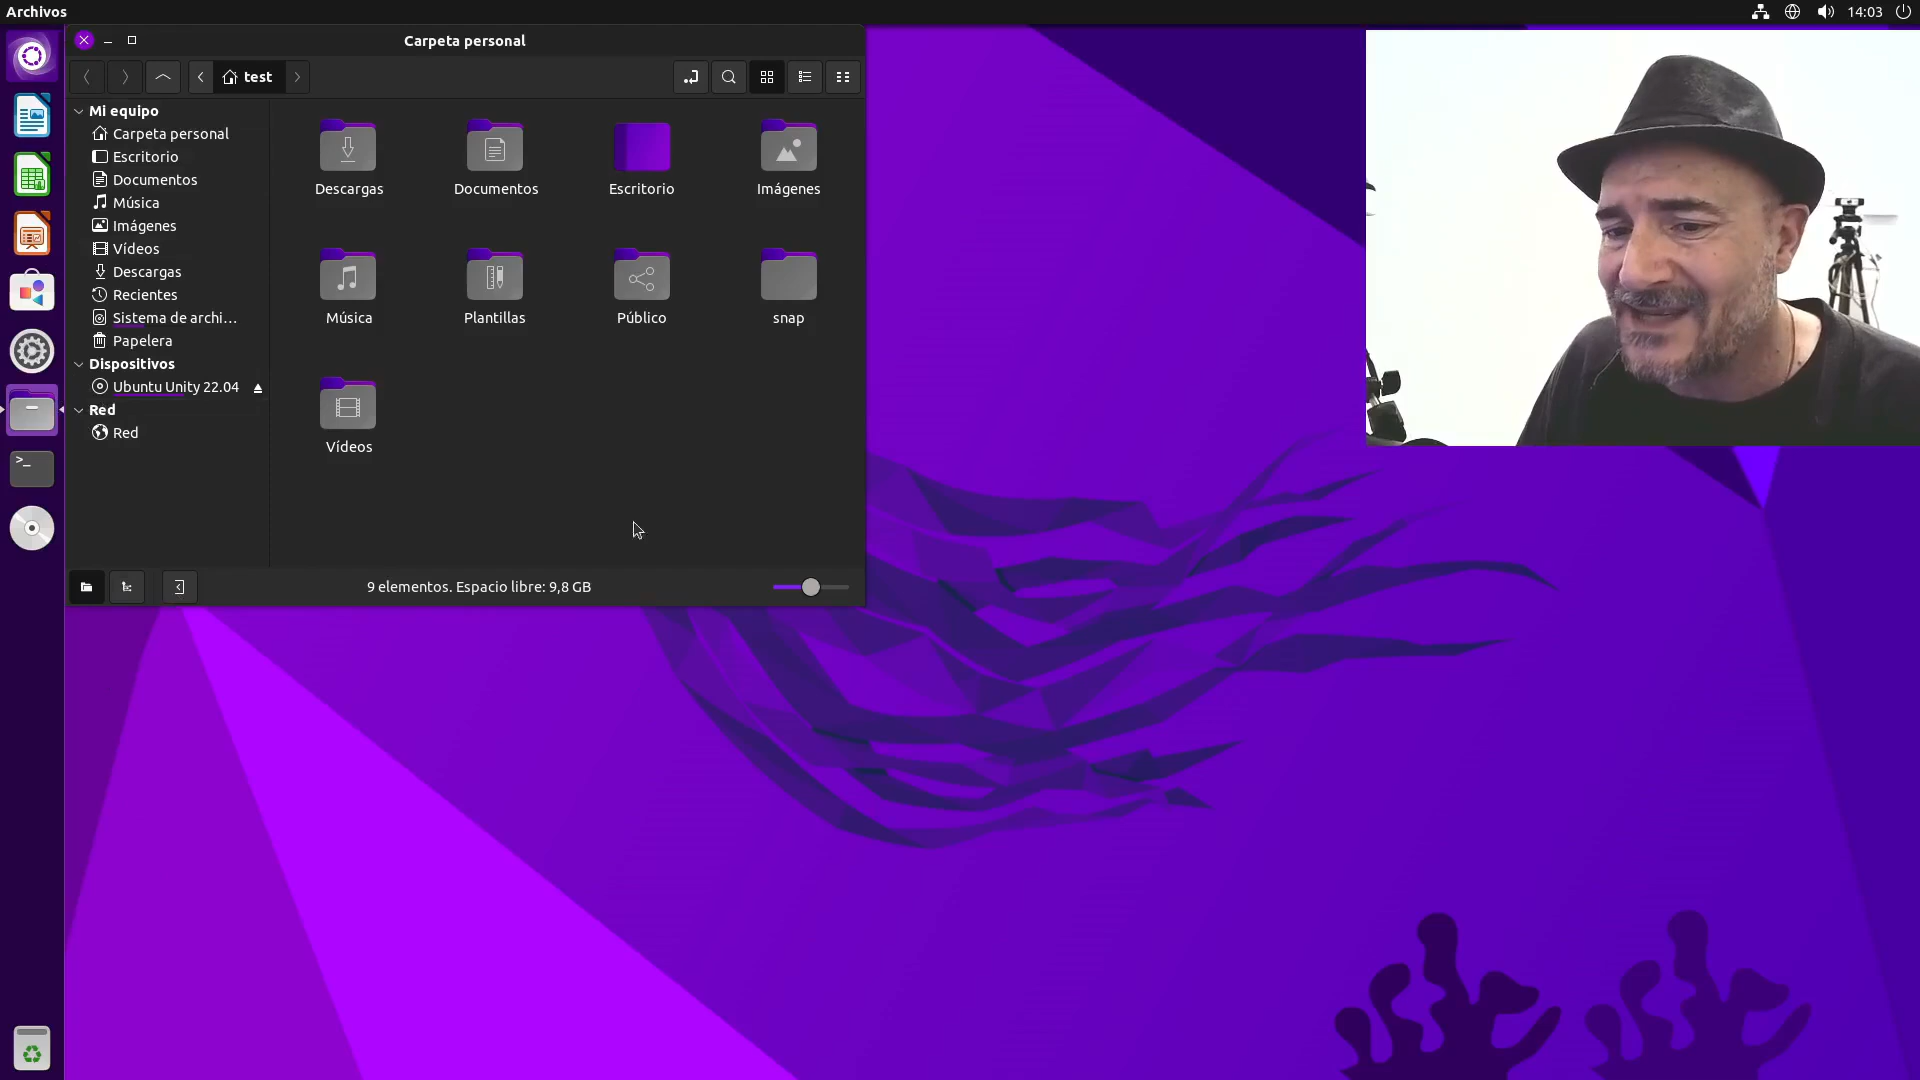 Archivos
14:03
Carpeta personal
test
Mi equipo
Carpeta personal
Escritorio
Documentos
Música
Imágenes
Vídeos
Descargas
Recientes
Sistema de archi...
Papelera
Dispositivos
Ubuntu Unity 22.04
Red
Red
Descargas
Documentos
Escritorio
Imágenes
Música
Plantillas
Público
snap
Vídeos
9 elementos. Espacio libre: 9,8 GB
>_